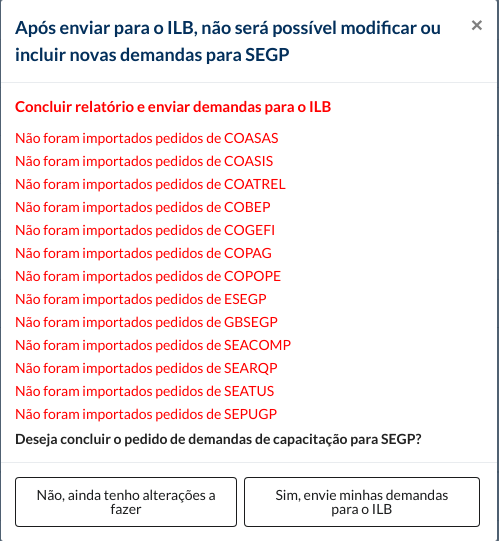 Após enviar para o ILB, não será possível modificar ou
incluir novas demandas para SEGP
×
Concluir relatório e enviar demandas para o ILB
Não foram importados pedidos de COASAS
Não foram importados pedidos de COASIS
Não foram importados pedidos de COATREL
Não foram importados pedidos de COBEP
Não foram importados pedidos de COGEFI
Não foram importados pedidos de COPAG
Não foram importados pedidos de COPOPE
Não foram importados pedidos de ESEGP
Não foram importados pedidos de GBSEGP
Não foram importados pedidos de SEACOMP
Não foram importados pedidos de SEARQP
Não foram importados pedidos de SEATUS
Não foram importados pedidos de SEPUGP
Deseja concluir o pedido de demandas de capacitação para SEGP?
Não, ainda tenho alterações a
fazer
Sim, envie minhas demandas
para o ILB